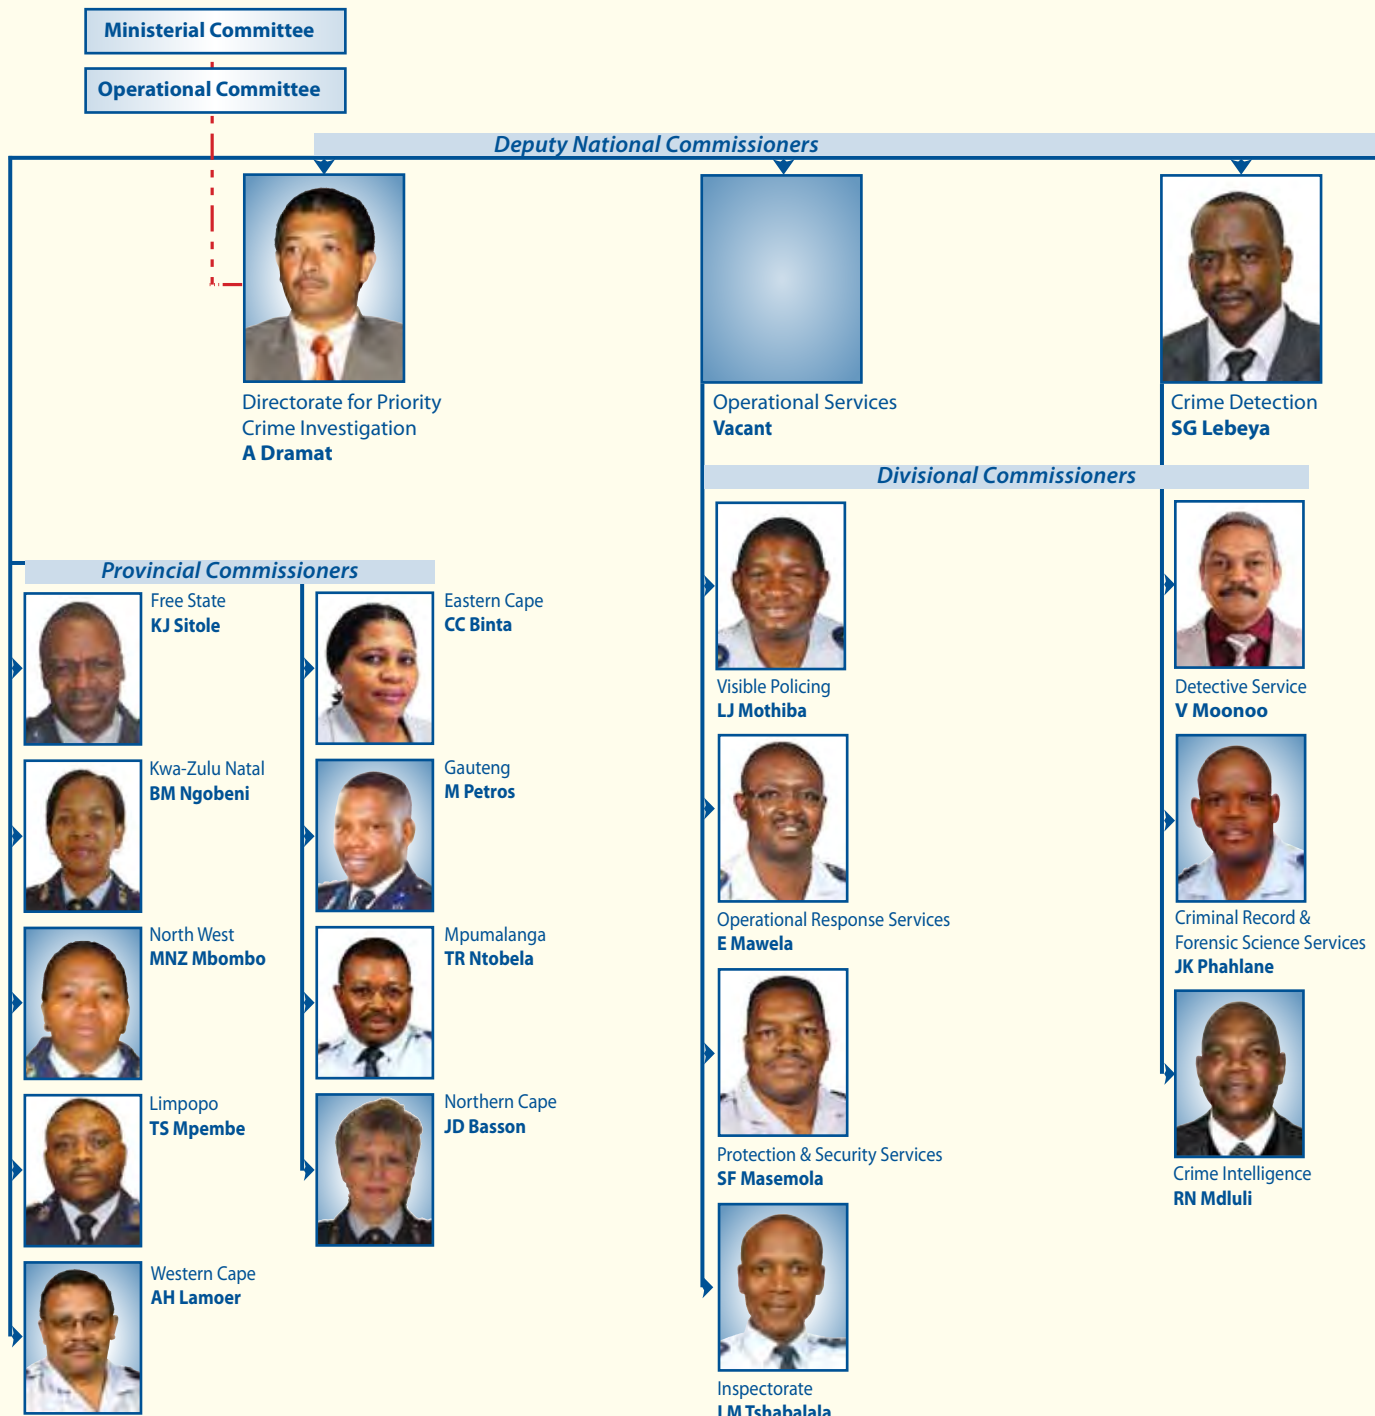 Ministerial Committee
Operational Committee
Deputy National Commissioners
Directorate for Priority
Crime Investigation
A Dramat
Operational Services
Vacant
Crime Detection
SG Lebeya
Divisional Commissioners
Provincial Commissioners
Free State
KJ Sitole
Kwa-Zulu Natal
BM Ngobeni
North West
MNZ Mbombo
Limpopo
TS Mpembe
Western Cape
AH Lamoer
Eastern Cape
CC Binta
Gauteng
M Petros
Mpumalanga
TR Ntobela
Northern Cape
JD Basson
Visible Policing
LJ Mothiba
Operational Response Services
E Mawela
Protection & Security Services
SF Masemola
Inspectorate
LM Tshabalala
Detective Service
V Moonoo
Criminal Record &
Forensic Science Services
JK Phahlane
Crime Intelligence
RN Mdluli